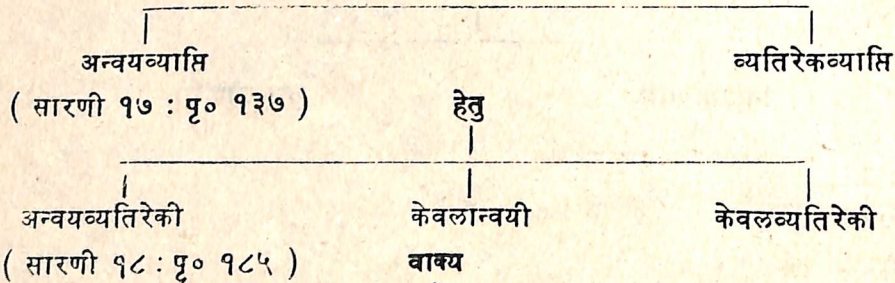 अन्वयव्याप्ति व्यतिरेकव्याप्ति
( सारणी १७ : पृ० १३७ ) हेतु
अन्वयव्यतिरेकी केवलान्वयी केवलव्यतिरेकी
( सारणी १८ : पृ० १८५ ) वाक्य